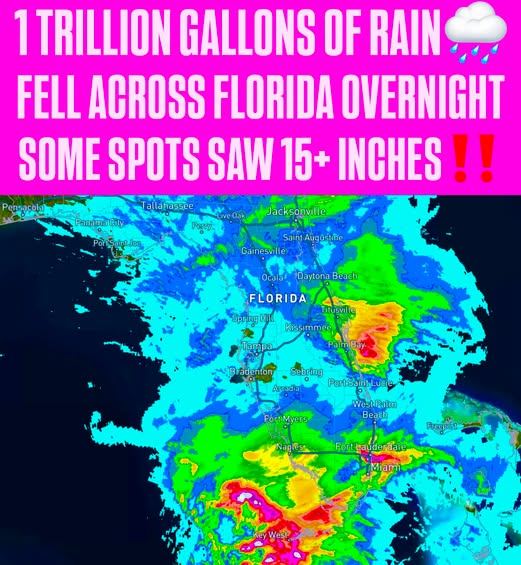 1 TRILLION GALLONS OF RAIN🌧️
FELL ACROSS FLORIDA OVERNIGHT
SOME SPOTS SAW 15+ INCHES‼️
Pensacola
Tallahassee
Panama City
Perry
Live Oak
Jacksonville
Port Saint Joe
Saint Augustine
Gainesville
Ocala
Daytona Beach
FLORIDA
Spring Hill
Titusville
Kissimmee
Tampa
Palm Bay
Bradenton
Sebring
Arcadia
Port Saint Lucie
West Palm
Beach
Fort Myers
Freeport
Naples
Fort Lauderdale
Miami
Key West